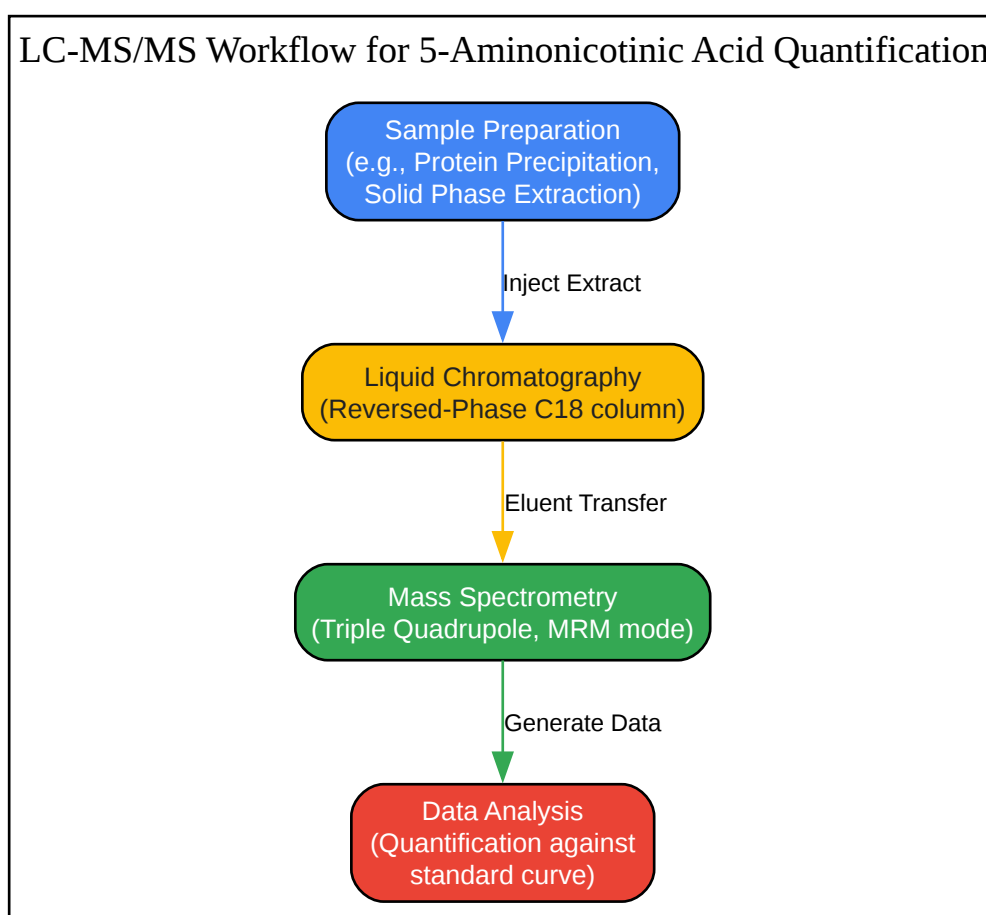 LC-MS/MS Workflow for 5-Aminonicotinic Acid Quantification
Sample Preparation
(e.g., Protein Precipitation,
Solid Phase Extraction)
Inject Extract
Liquid Chromatography
(Reversed-Phase C18 column)
Eluent Transfer
Mass Spectrometry
(Triple Quadrupole, MRM mode)
Generate Data
Data Analysis
(Quantification against
standard curve)